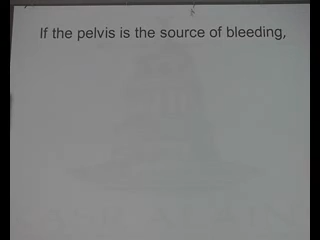 If the pelvis is the source of bleeding,